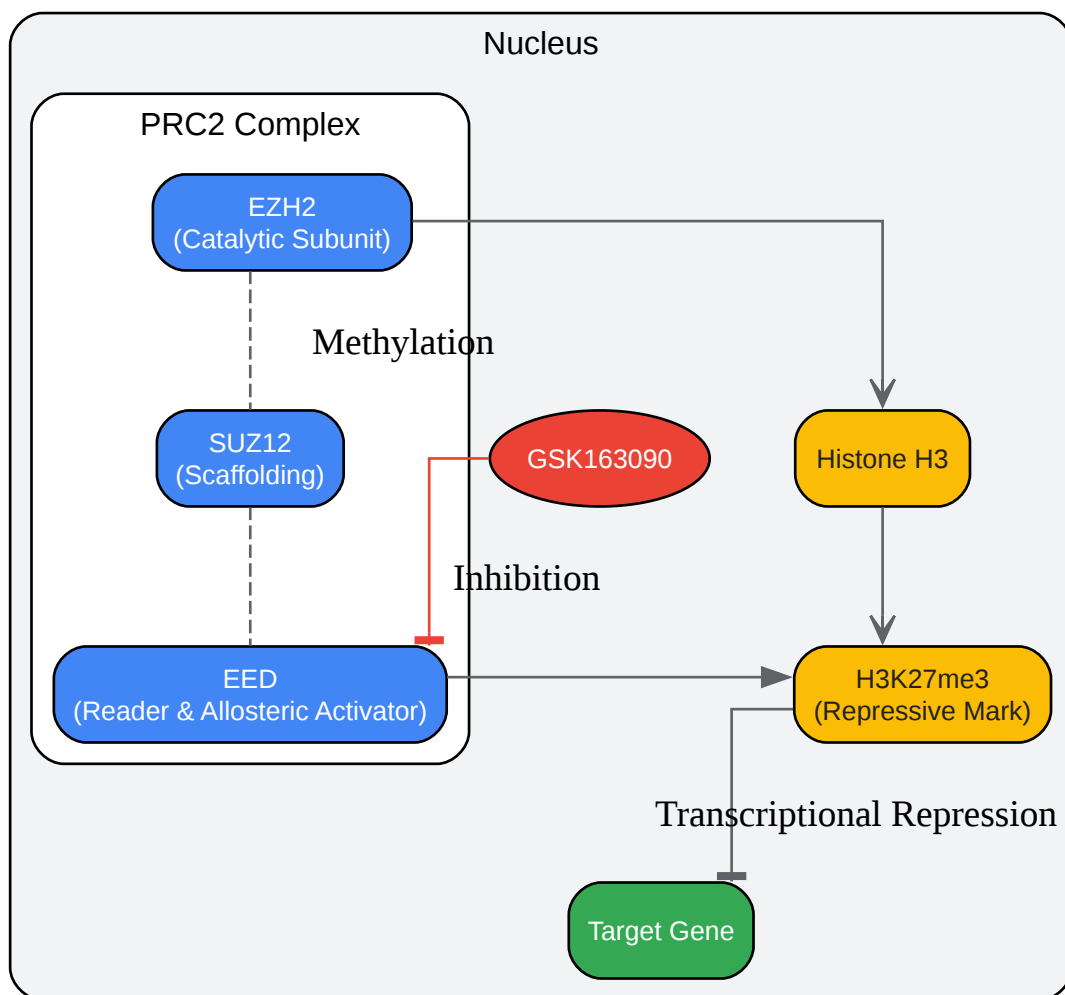 Nucleus
PRC2 Complex
EZH2
(Catalytic Subunit)
Methylation
SUZ12
(Scaffolding)
GSK163090
Histone H3
Inhibition
EED
(Reader & Allosteric Activator)
H3K27me3
(Repressive Mark)
Transcriptional Repression
Target Gene